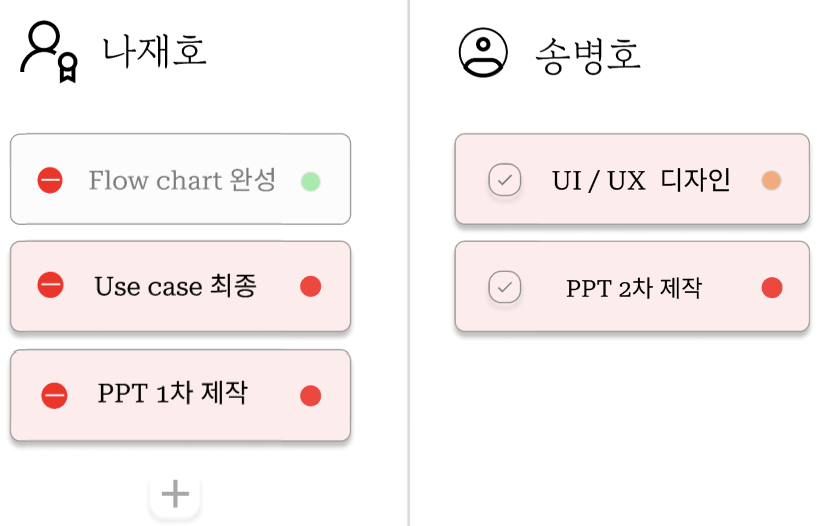 나재호
Flow chart 완성
Use case 최종
PPT 1차 제작
송병호
UI / UX 디자인
PPT 2차 제작